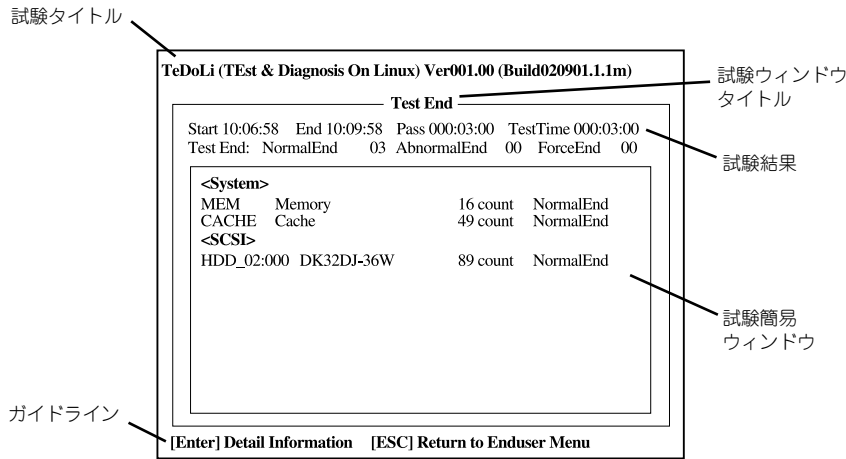 試験タイトル
TeDoLi (TEst & Diagnosis On Linux) Ver001.00 (Build020901.1.1m)
試験ウィンドウ
タイトル
Test End
Start 10:06:58 End 10:09:58 Pass 000:03:00 TestTime 000:03:00
Test End: NormalEnd 03 AbnormalEnd 00 ForceEnd 00
試験結果
<System>
MEM Memory 16 count NormalEnd
CACHE Cache 49 count NormalEnd
<SCSI>
HDD_02:000 DK32DJ-36W 89 count NormalEnd
試験簡易
ウィンドウ
ガイドライン
[Enter] Detail Information [ESC] Return to Enduser Menu